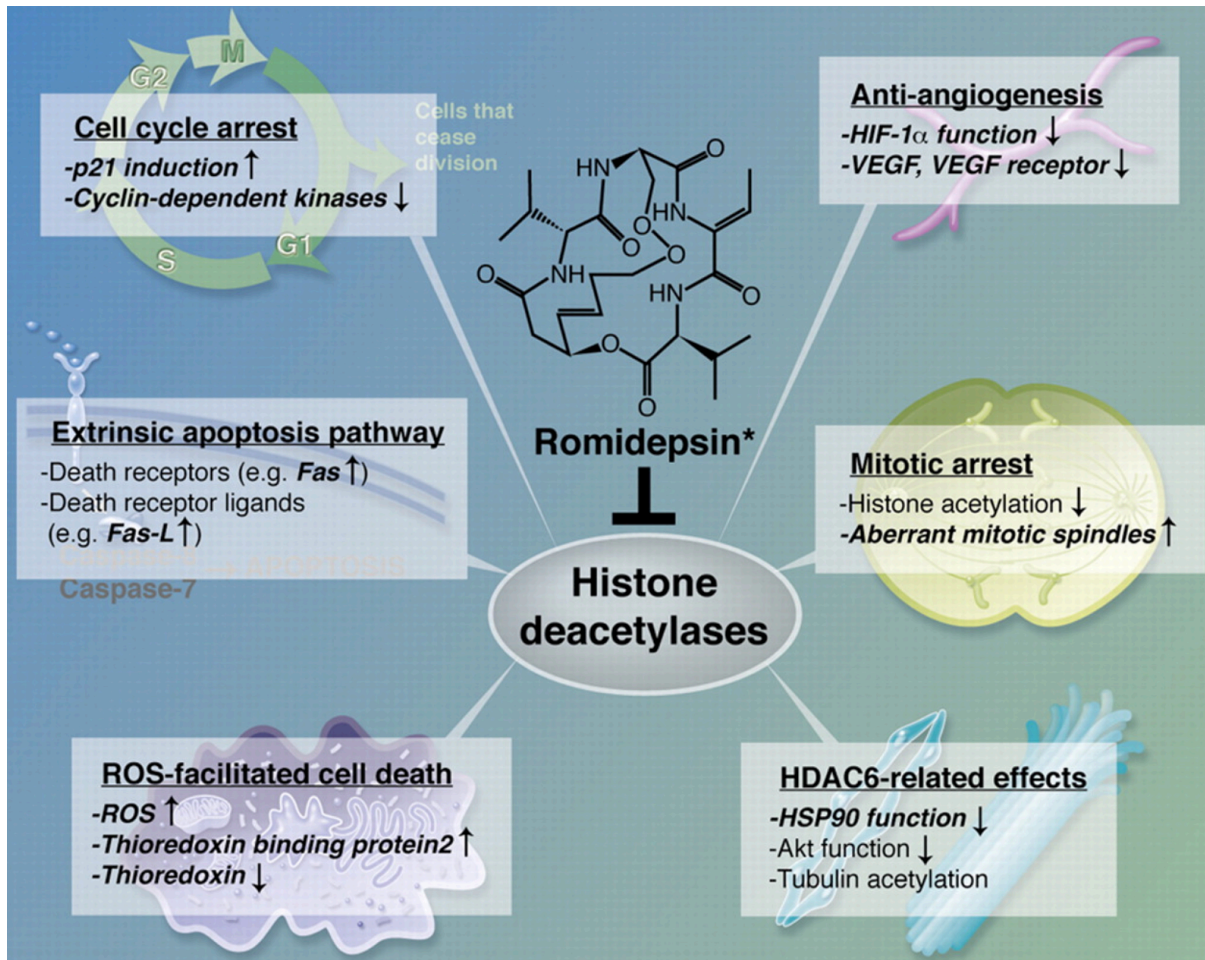 M
G2
Cells that
cease
division
Cell cycle arrest
-p21 induction ↑
-Cyclin-dependent kinases ↓
G1
S
Anti-angiogenesis
-HIF-1α function ↓
-VEGF, VEGF receptor ↓
HN
O
O
HN
O
O
O
NH
O
HN
O
O
O
Romidepsin*
Extrinsic apoptosis pathway
-Death receptors (e.g. Fas ↑)
-Death receptor ligands
(e.g. Fas-L ↑)
→ APOPTOSIS
Caspase-7
Mitotic arrest
-Histone acetylation ↓
-Aberrant mitotic spindles ↑
Histone
deacetylases
ROS-facilitated cell death
-ROS ↑
-Thioredoxin binding protein2 ↑
-Thioredoxin ↓
HDAC6-related effects
-HSP90 function ↓
-Akt function ↓
-Tubulin acetylation